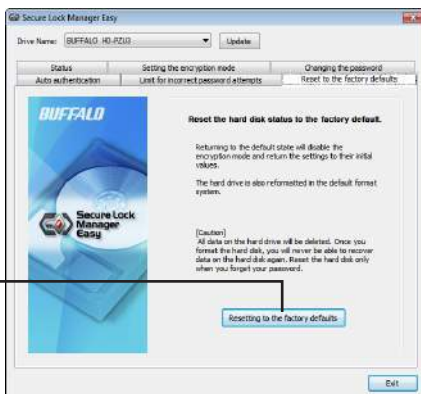 Secure Lock Manager Easy
Drive Name: BUFFALO HD-PZU3 Update
Status Setting the encryption mode Changing the password
Auto authentication Limit for incorrect password attempts Reset to the factory defaults
BUFFALO
Secure Lock
Manager
Easy
Reset the hard disk status to the factory default.
Returning to the default state will disable the
encryption mode and return the settings to their initial
values.
The hard drive is also reformatted in the default format
system.
[Caution]
All data on the hard drive will be deleted. Once you
format the hard disk, you will never be able to recover
data on the hard disk again. Reset the hard disk only
when you forget your password.
Resetting to the factory defaults
Exit